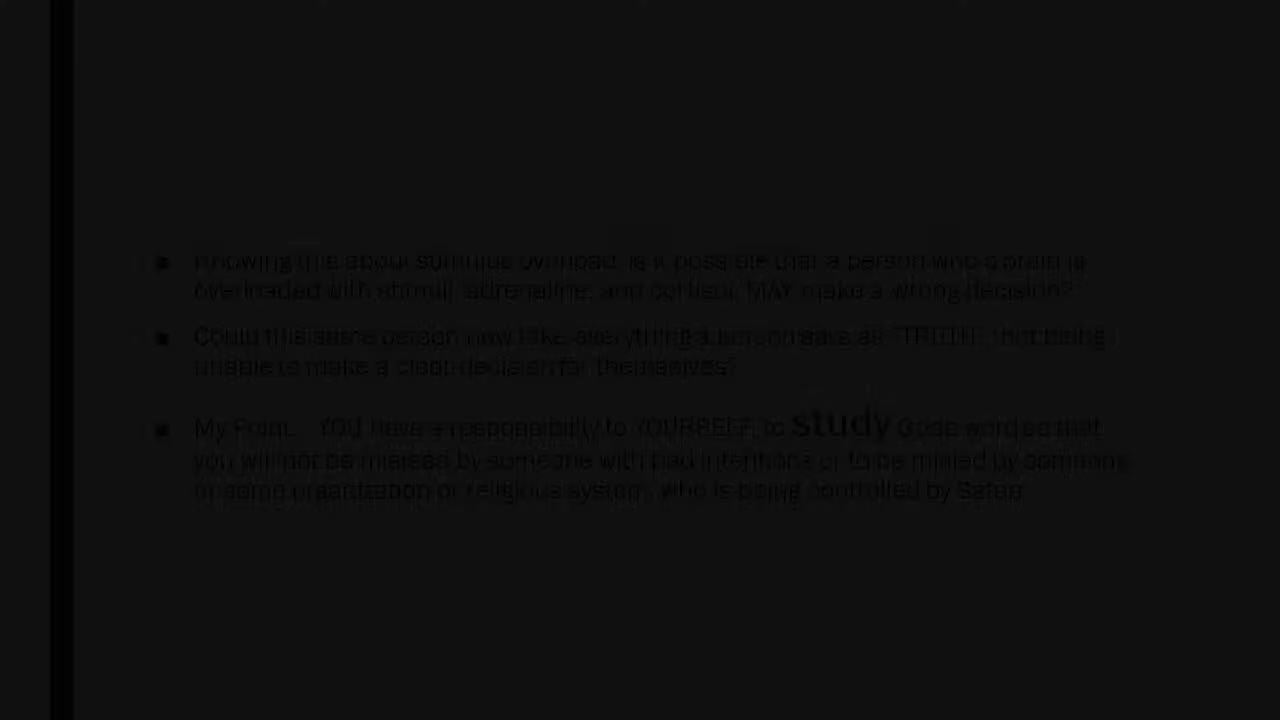 Knowing this about stimulus overload, is it possible that a person who's brain is
overloaded with stimuli, adrenaline, and cortisol, MAY make a wrong decision?
Could this same person now take everything a person says as "TRUTH", not being
unable to make a clear decision for themselves?
My Point... YOU have a responsibility to YOURSELF to study Gods word so that
you will not be misled by someone with bad intentions or to be misled by someone
or some organization or religious system, who is being controlled by Satan